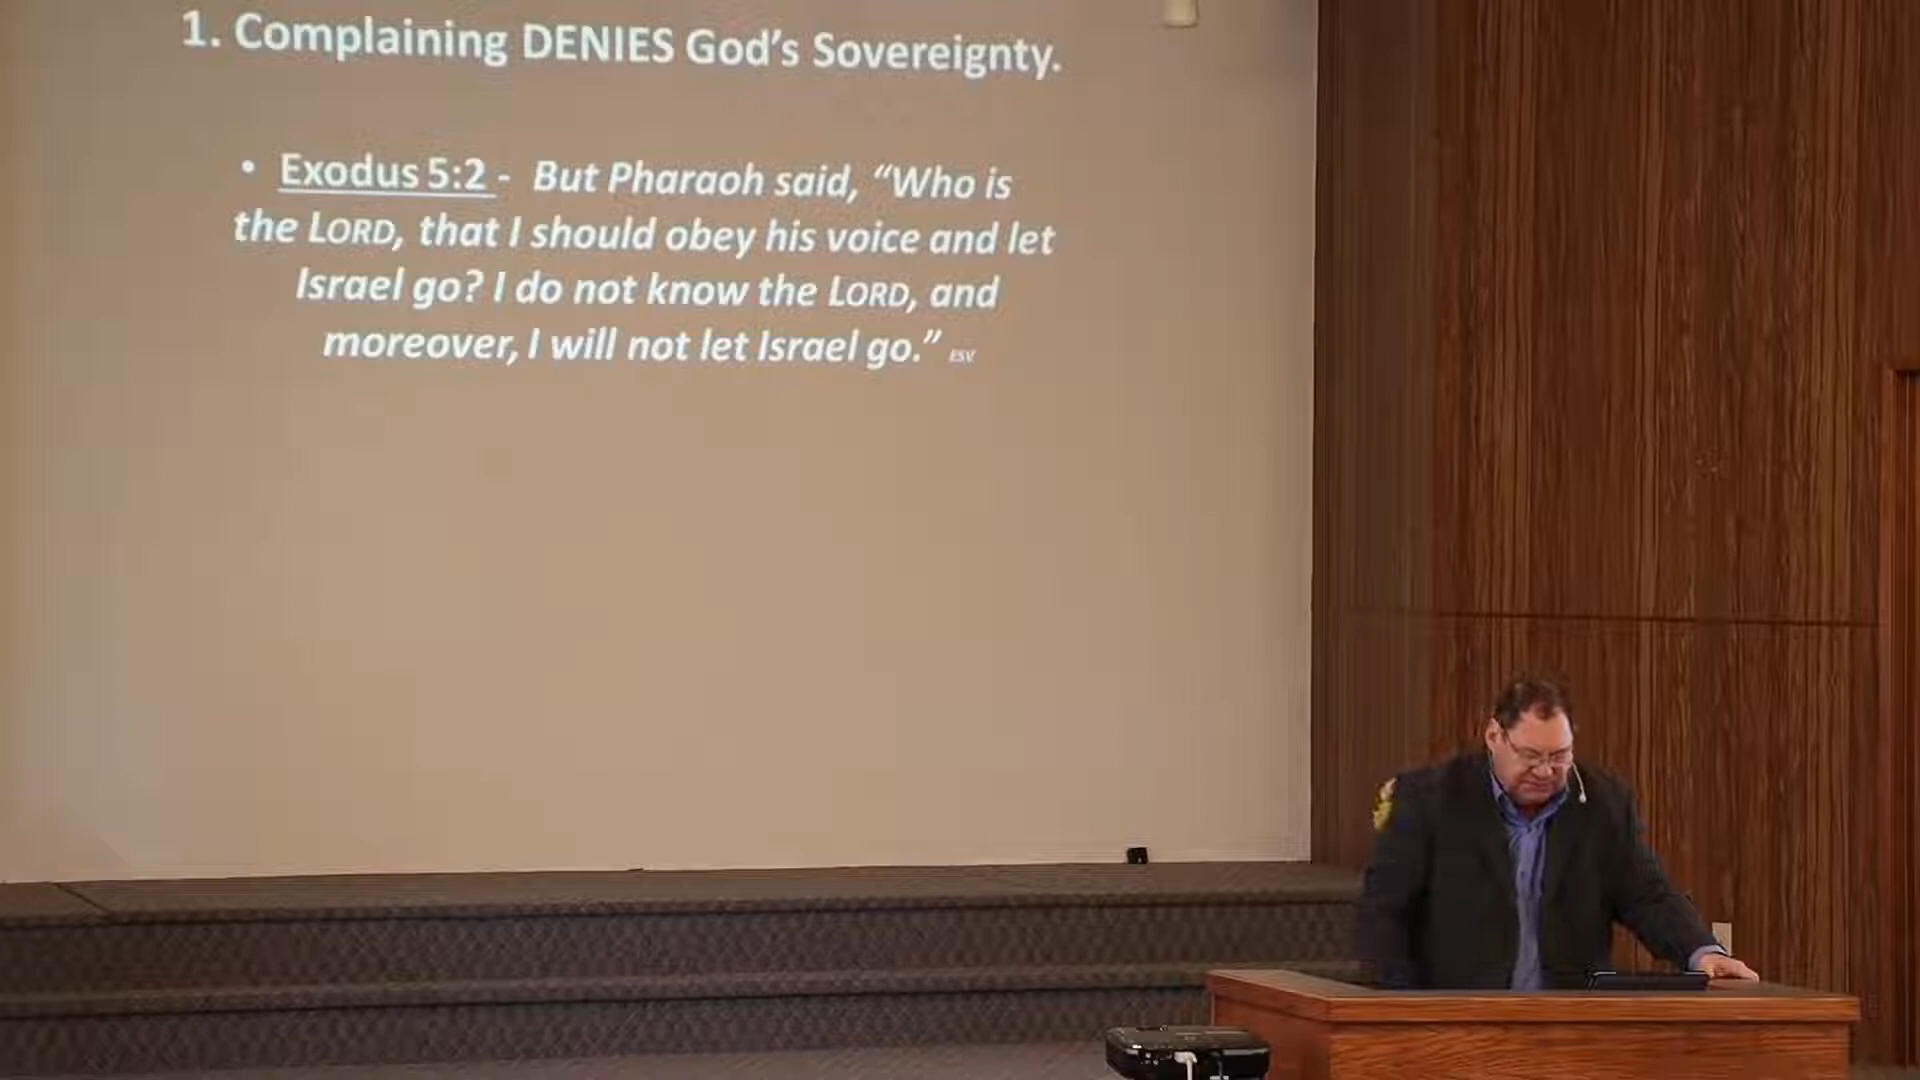 1. Complaining DENIES God's Sovereignty.
• Exodus 5:2 - But Pharaoh said, “Who is
the LORD, that I should obey his voice and let
Israel go? I do not know the LORD, and
moreover, I will not let Israel go.” ESV